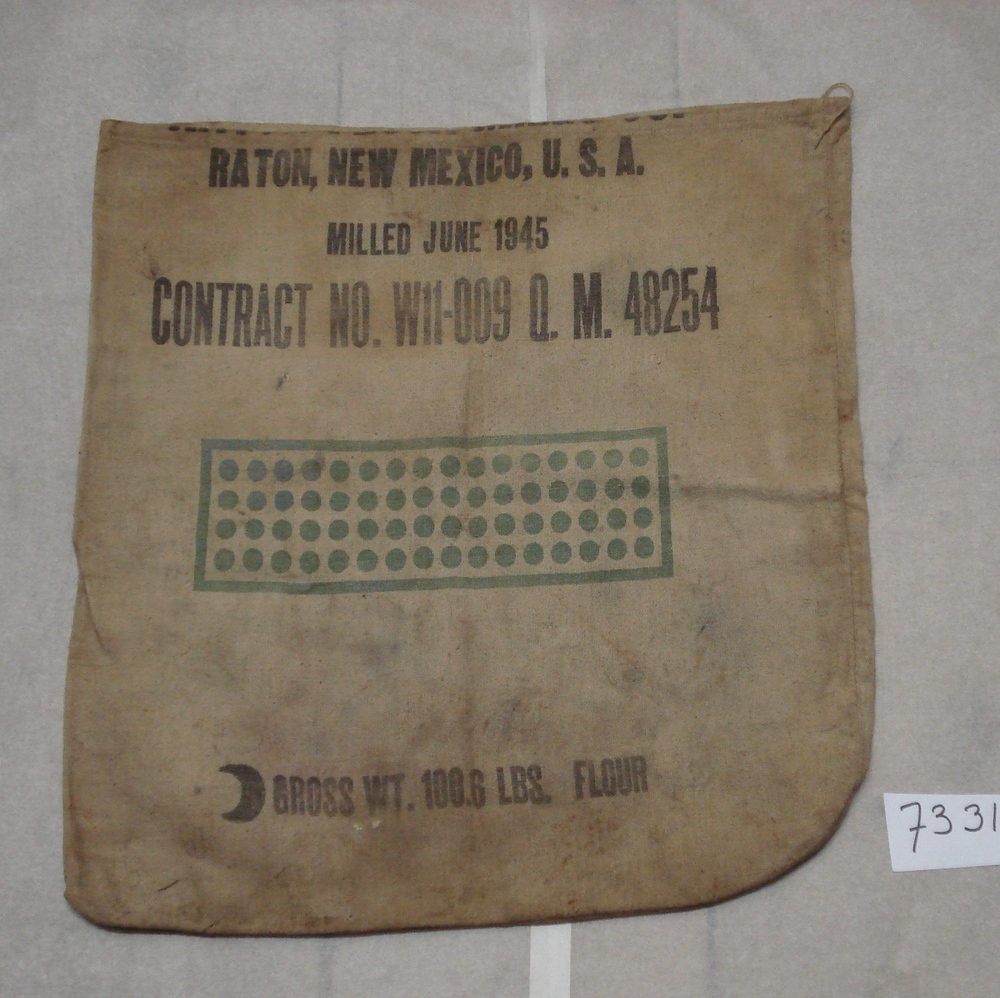 RATON, NEW MEXICO, U. S. A.
MILLED JUNE 1945
CONTRACT NO. W11-009 Q. M. 48254
GROSS WT. 100.6 LBS. FLOUR
7331